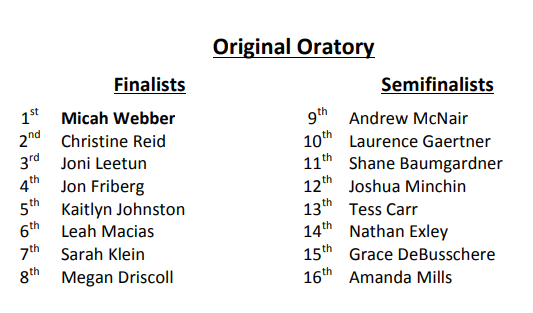 Original Oratory
Finalists
1st Micah Webber
2nd Christine Reid
3rd Joni Leetun
4th Jon Friberg
5th Kaitlyn Johnston
6th Leah Macias
7th Sarah Klein
8th Megan Driscoll
Semifinalists
9th Andrew McNair
10th Laurence Gaertner
11th Shane Baumgardner
12th Joshua Minchin
13th Tess Carr
14th Nathan Exley
15th Grace DeBusschere
16th Amanda Mills